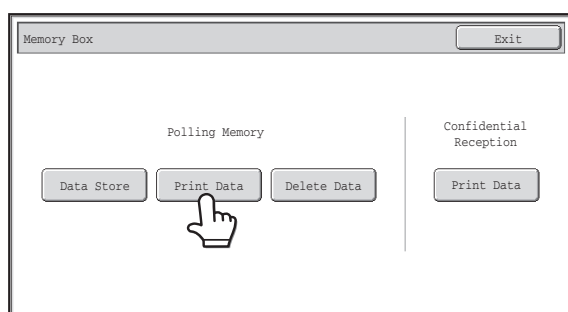 Memory Box
Exit
Polling Memory
Confidential
Reception
Data Store
Print Data
Delete Data
Print Data